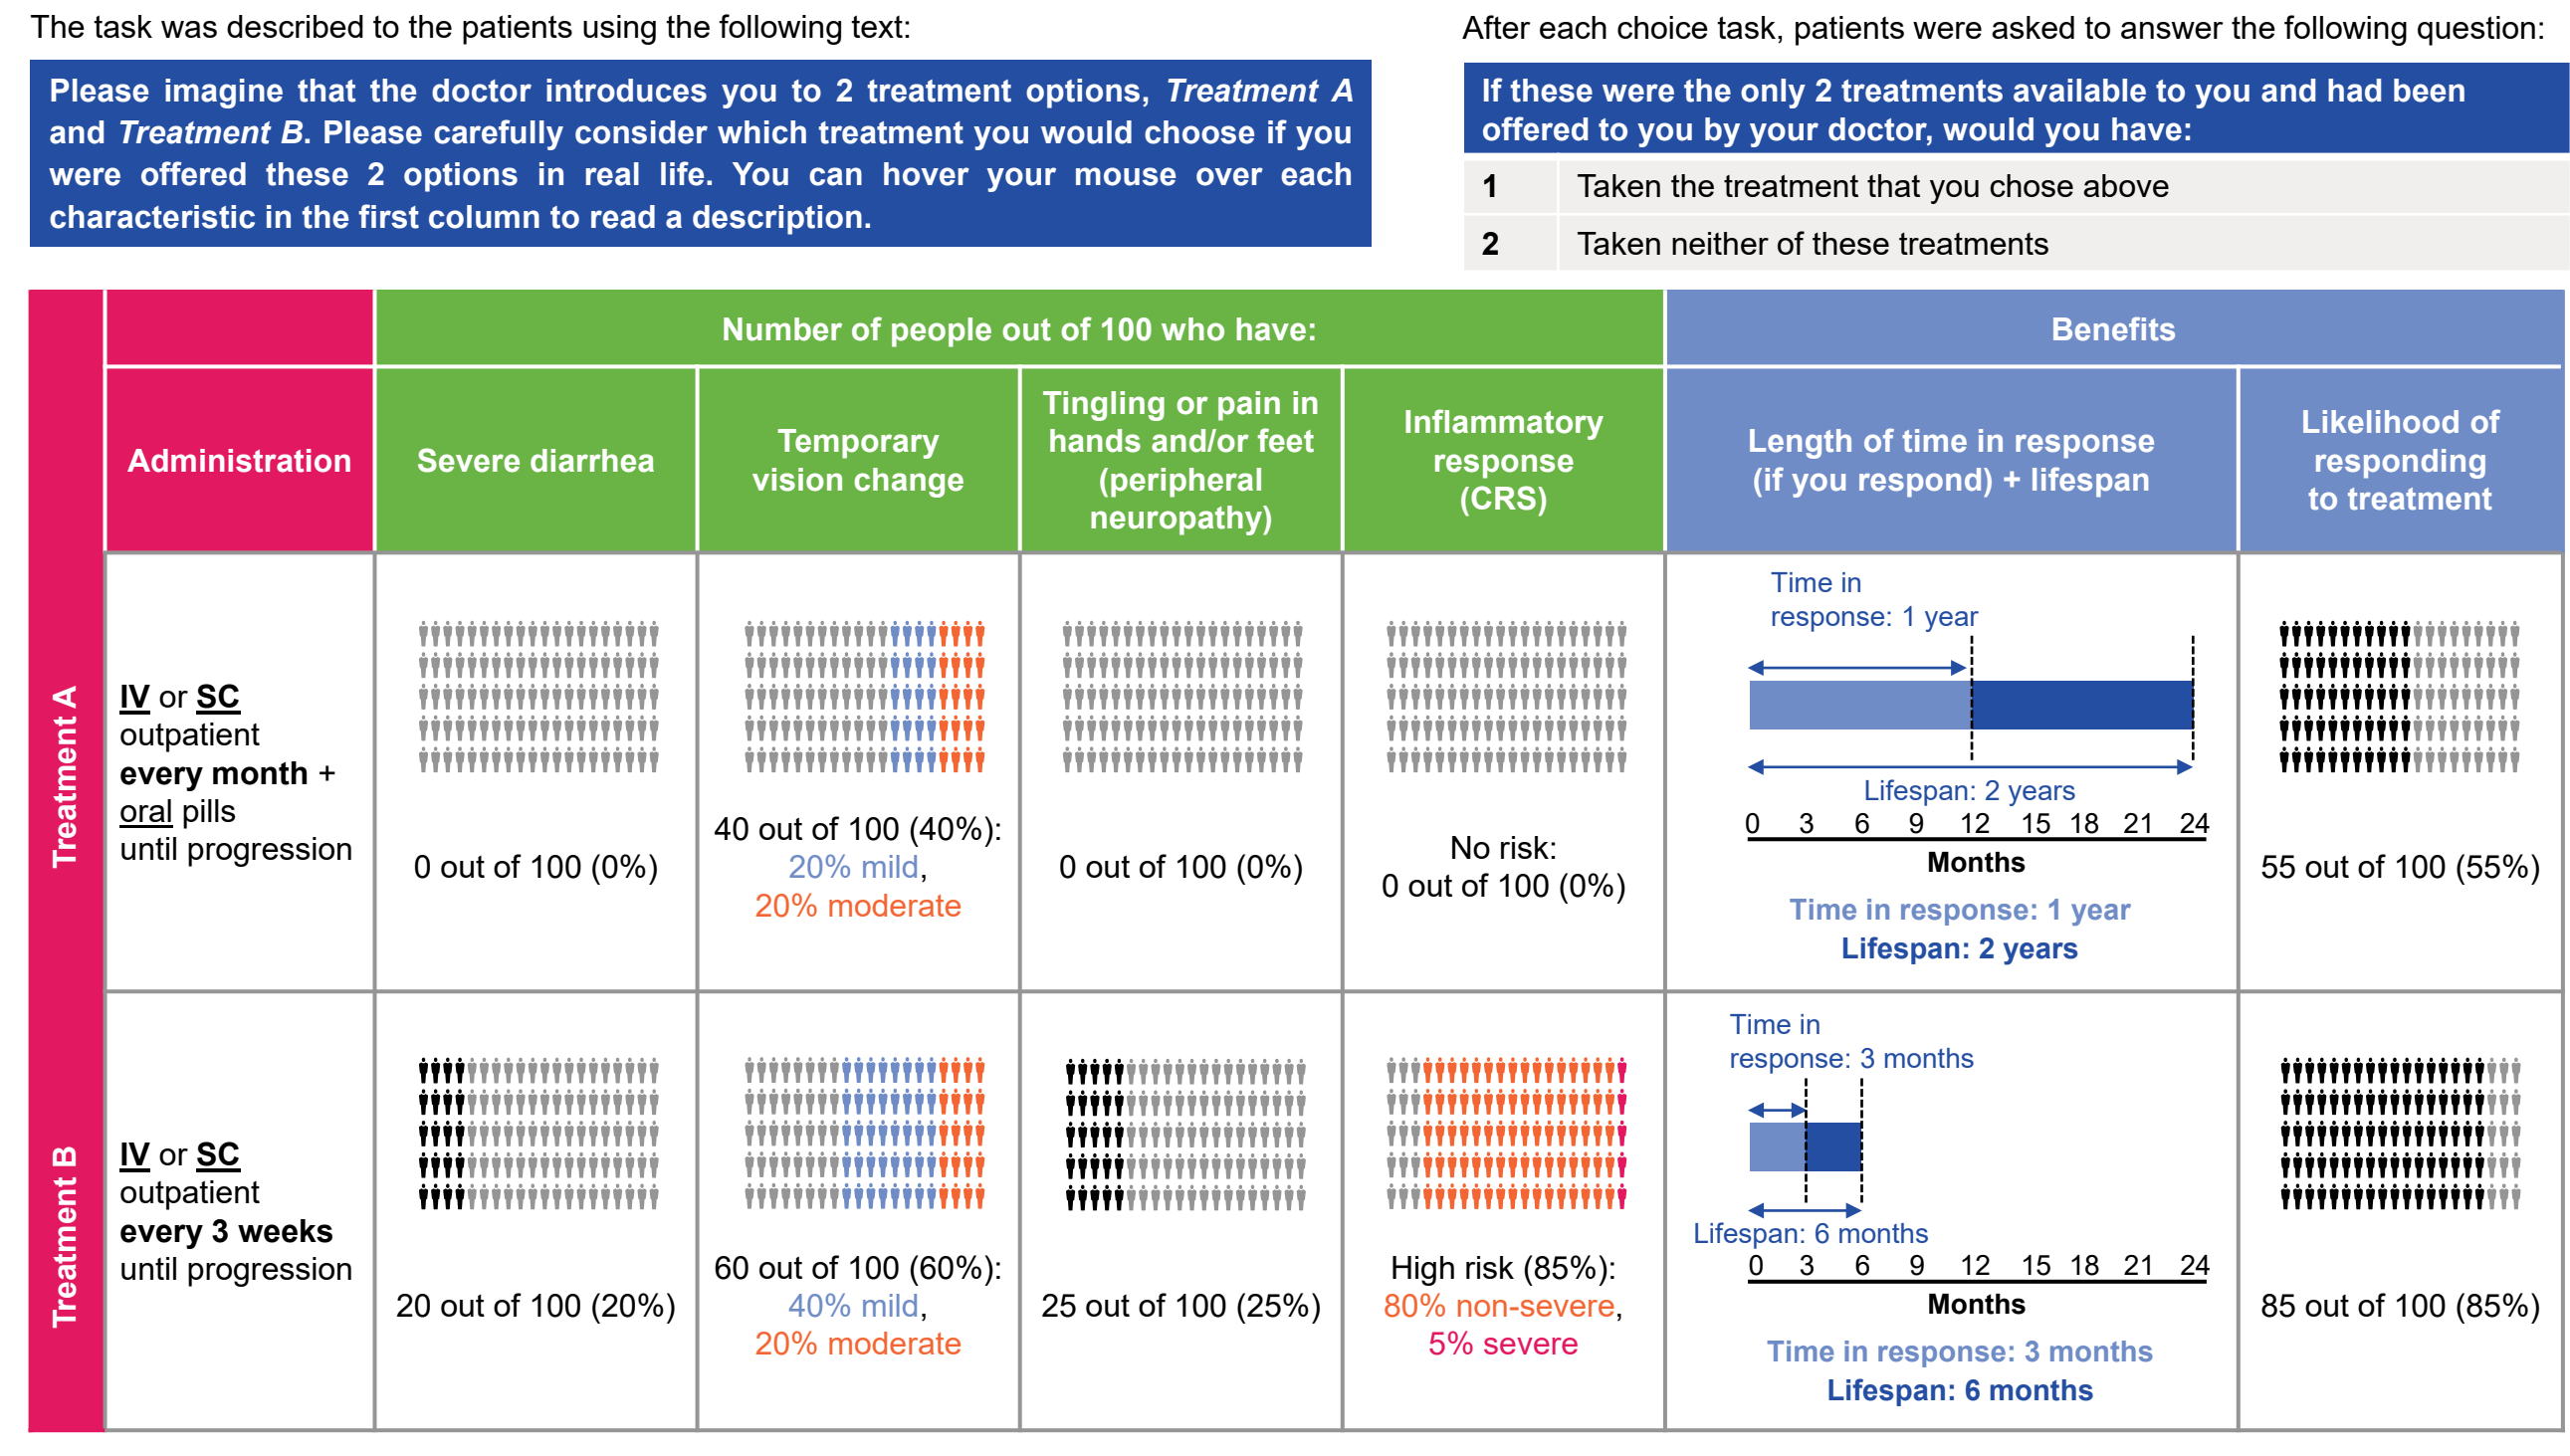 The task was described to the patients using the following text:
Please imagine that the doctor introduces you to 2 treatment options, Treatment A
and Treatment B. Please carefully consider which treatment you would choose if you
were offered these 2 options in real life. You can hover your mouse over each
characteristic in the first column to read a description.
After each choice task, patients were asked to answer the following question:
If these were the only 2 treatments available to you and had been
offered to you by your doctor, would you have:
1 Taken the treatment that you chose above
2 Taken neither of these treatments
Number of people out of 100 who have:
Benefits
Administration
Severe diarrhea
Temporary
vision change
Tingling or pain in
hands and/or feet
(peripheral
neuropathy)
Inflammatory
response
(CRS)
Length of time in response
(if you respond) + lifespan
Likelihood of
responding
to treatment
Treatment A
IV or SC
outpatient
every month +
oral pills
until progression
0 out of 100 (0%)
40 out of 100 (40%):
20% mild,
20% moderate
0 out of 100 (0%)
No risk:
0 out of 100 (0%)
Time in
response: 1 year
Lifespan: 2 years
0 3 6 9 12 15 18 21 24
Months
Time in response: 1 year
Lifespan: 2 years
55 out of 100 (55%)
Treatment B
IV or SC
outpatient
every 3 weeks
until progression
20 out of 100 (20%)
60 out of 100 (60%):
40% mild,
20% moderate
25 out of 100 (25%)
High risk (85%):
80% non-severe,
5% severe
Time in
response: 3 months
Lifespan: 6 months
0 3 6 9 12 15 18 21 24
Months
Time in response: 3 months
Lifespan: 6 months
85 out of 100 (85%)